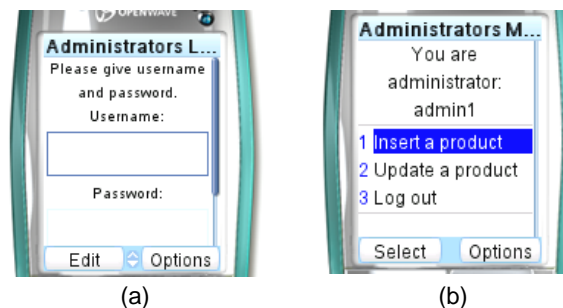 OPENWAVE
Administrators L...
Please give username
and password.
Username:
Password:
Edit Options
(a)
Administrators M...
You are
administrator:
admin1
1 Insert a product
2 Update a product
3 Log out
Select Options
(b)